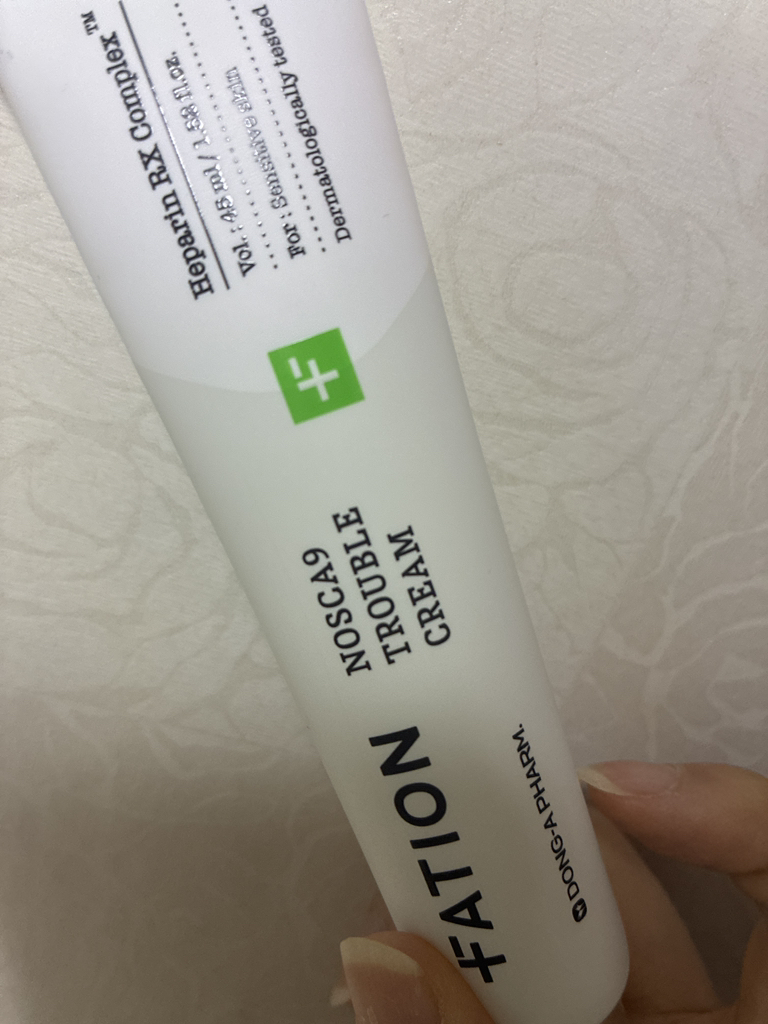 Heparin RX Complex™
Vol. : 45 ml / 1.52 fl.oz.
For : Sensitive skin
Dermatologically tested
NOSCA9
TROUBLE
CREAM
FATION
DONG-A PHARM.